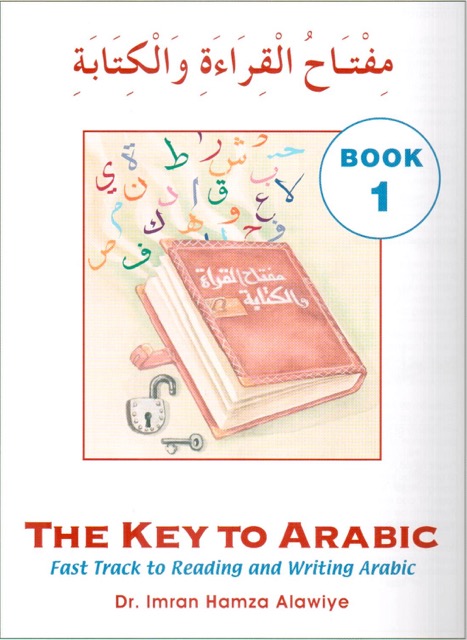 مِفْتَاحُ الْقِرَاءَةِ وَالْكِتَابَةِ
BOOK
1
مفتاح القراة
والكتابة
THE KEY TO ARABIC
Fast Track to Reading and Writing Arabic
Dr. Imran Hamza Alawiye